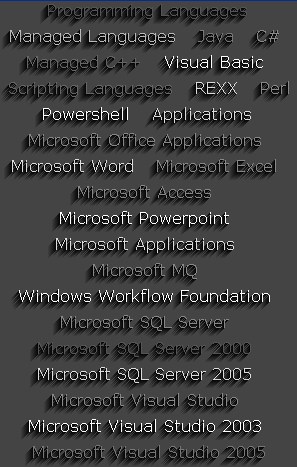 Programming Languages
Managed Languages Java C#
Managed C++ Visual Basic
Scripting Languages REXX Perl
Powershell Applications
Microsoft Office Applications
Microsoft Word Microsoft Excel
Microsoft Access
Microsoft Powerpoint
Microsoft Applications
Microsoft MQ
Windows Workflow Foundation
Microsoft SQL Server
Microsoft SQL Server 2000
Microsoft SQL Server 2005
Microsoft Visual Studio
Microsoft Visual Studio 2003
Microsoft Visual Studio 2005